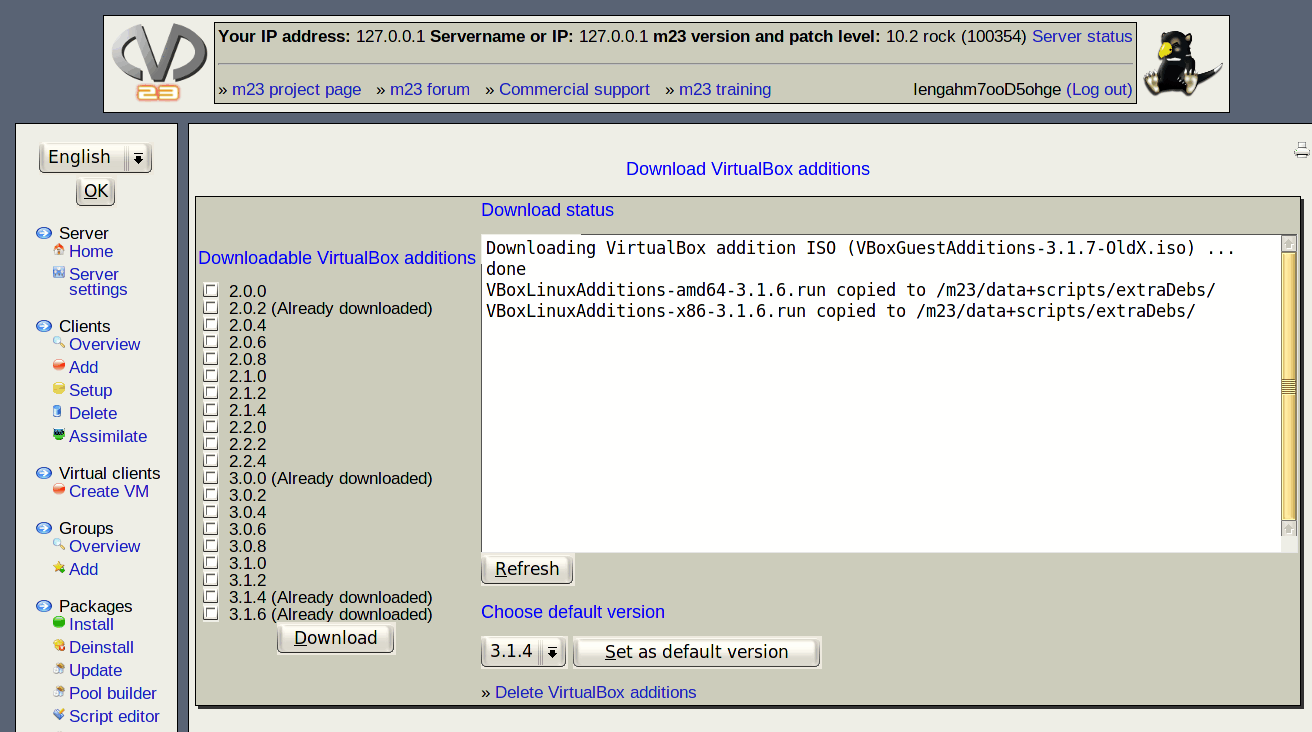 23
Your IP address: 127.0.0.1 Servername or IP: 127.0.0.1 m23 version and patch level: 10.2 rock (100354) Server status
» m23 project page » m23 forum » Commercial support » m23 training Iengahm7ooD5ohge (Log out)
English
OK
Server
Home
Server
settings
Clients
Overview
Add
Setup
Delete
Assimilate
Virtual clients
Create VM
Groups
Overview
Add
Packages
Install
Deinstall
Update
Pool builder
Script editor
Download VirtualBox additions
Downloadable VirtualBox additions
2.0.0
2.0.2 (Already downloaded)
2.0.4
2.0.6
2.0.8
2.1.0
2.1.2
2.1.4
2.2.0
2.2.2
2.2.4
3.0.0 (Already downloaded)
3.0.2
3.0.4
3.0.6
3.0.8
3.1.0
3.1.2
3.1.4 (Already downloaded)
3.1.6 (Already downloaded)
Download
Download status
Downloading VirtualBox addition ISO (VBoxGuestAdditions-3.1.7-OldX.iso) ...
done
VBoxLinuxAdditions-amd64-3.1.6.run copied to /m23/data+scripts/extraDebs/
VBoxLinuxAdditions-x86-3.1.6.run copied to /m23/data+scripts/extraDebs/
Refresh
Choose default version
3.1.4 Set as default version
» Delete VirtualBox additions